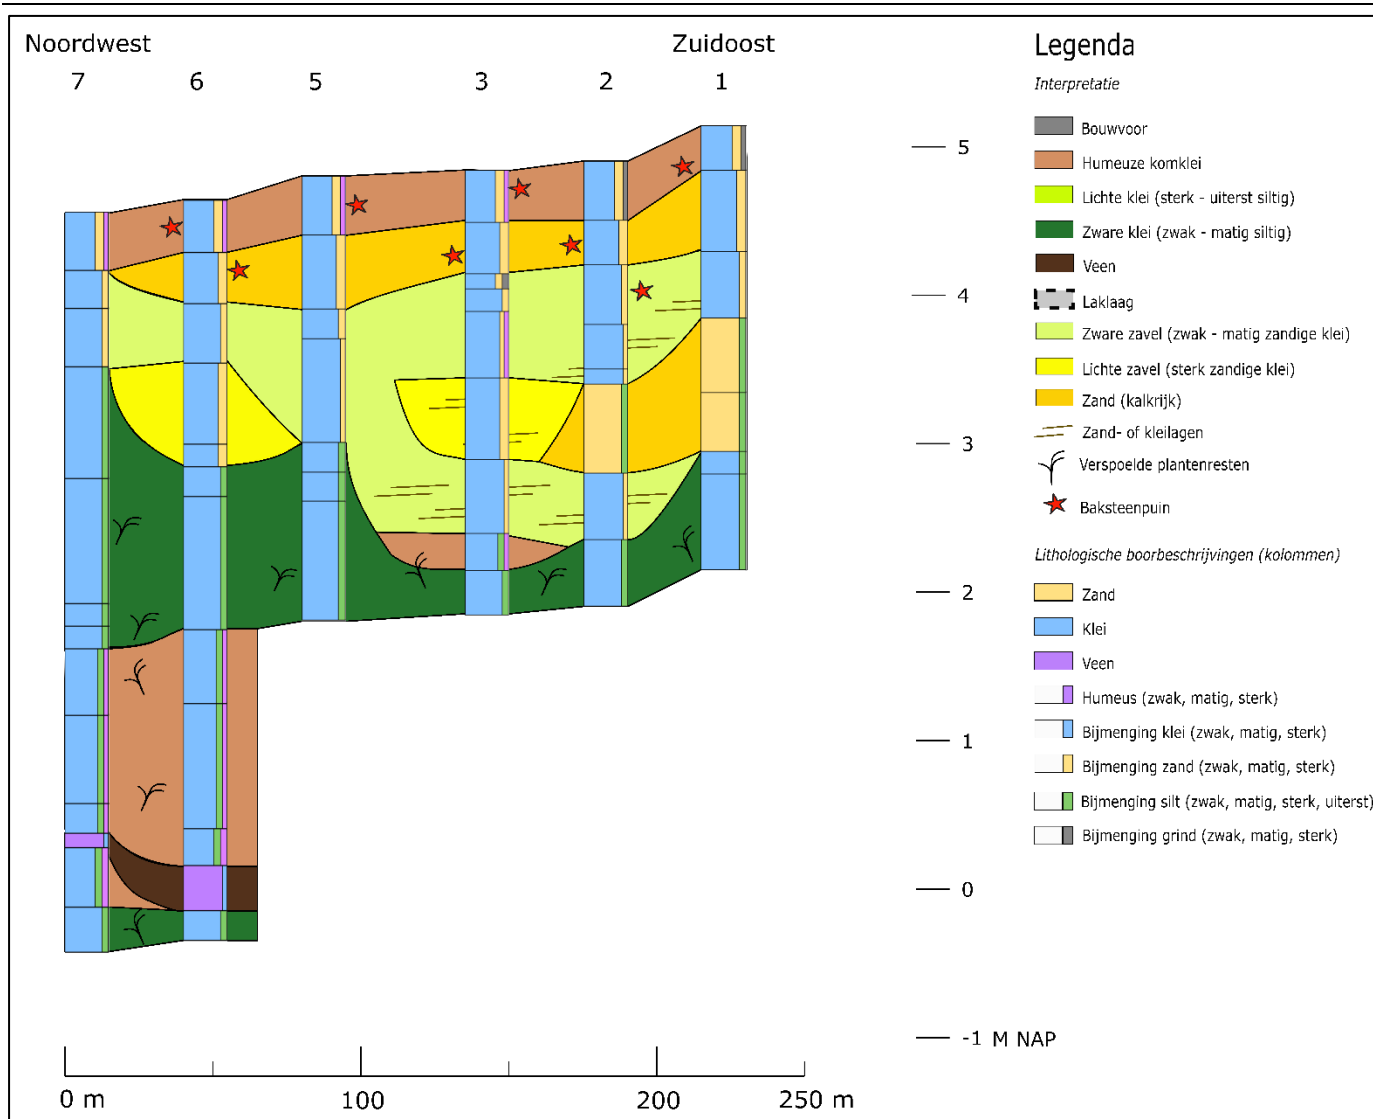 Noordwest Zuidoost
7 6 5 3 2 1
5
4
3
2
1
0
-1 M NAP
0 m 100 200 250 m
Legenda
Interpretatie
Bouwvoor
Humeuze komklei
Lichte klei (sterk - uiterst siltig)
Zware klei (zwak - matig siltig)
Veen
Laklaag
Zware zavel (zwak - matig zandige klei)
Lichte zavel (sterk zandige klei)
Zand (kalkrijk)
Zand- of kleilagen
Verspoelde plantenresten
Baksteenpuin
Lithologische boorbeschrijvingen (kolommen)
Zand
Klei
Veen
Humeus (zwak, matig, sterk)
Bijmenging klei (zwak, matig, sterk)
Bijmenging zand (zwak, matig, sterk)
Bijmenging silt (zwak, matig, sterk, uiterst)
Bijmenging grind (zwak, matig, sterk)